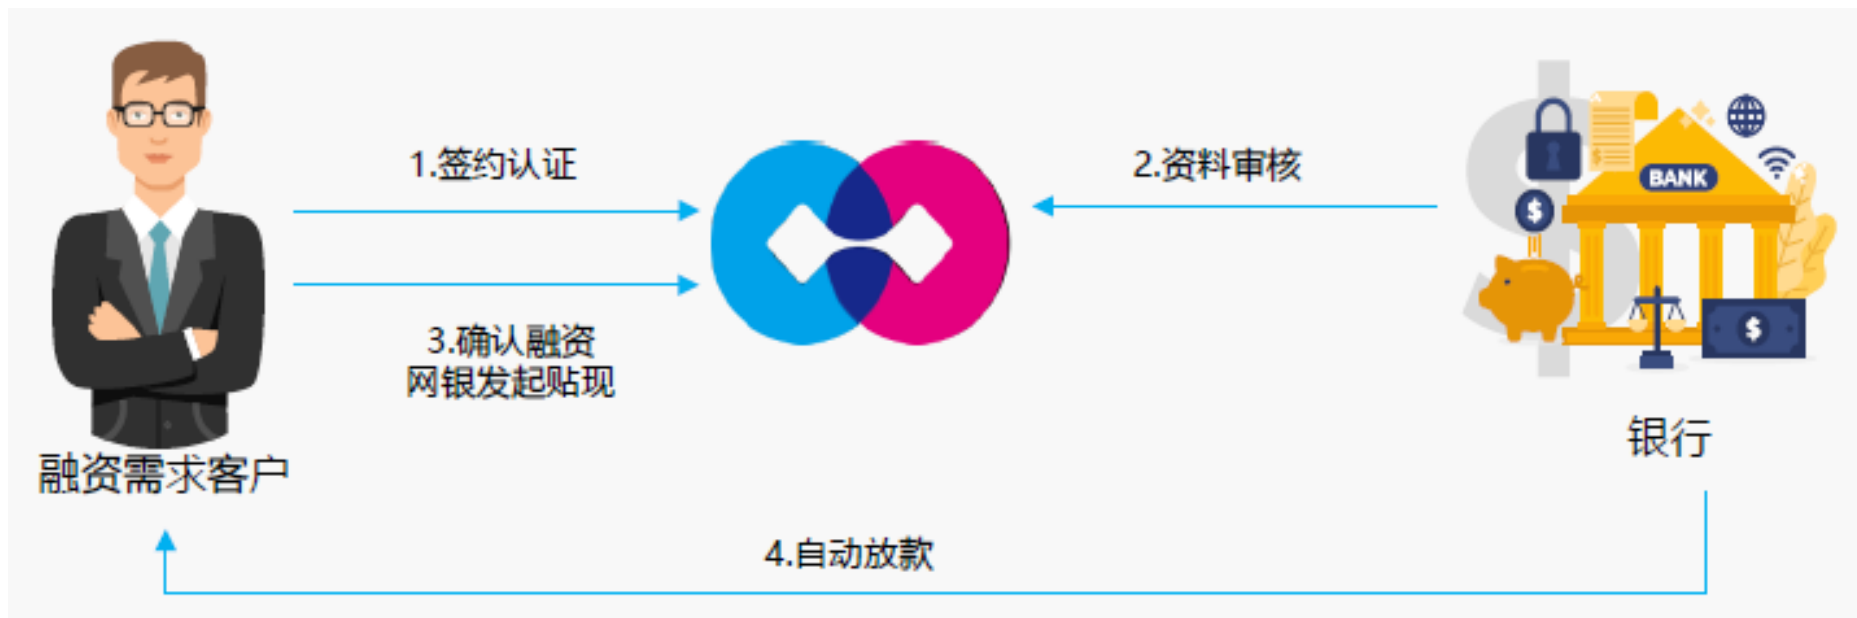 1.签约认证
2.资料审核
BANK
3.确认融资
网银发起贴现
银行
融资需求客户
4.自动放款